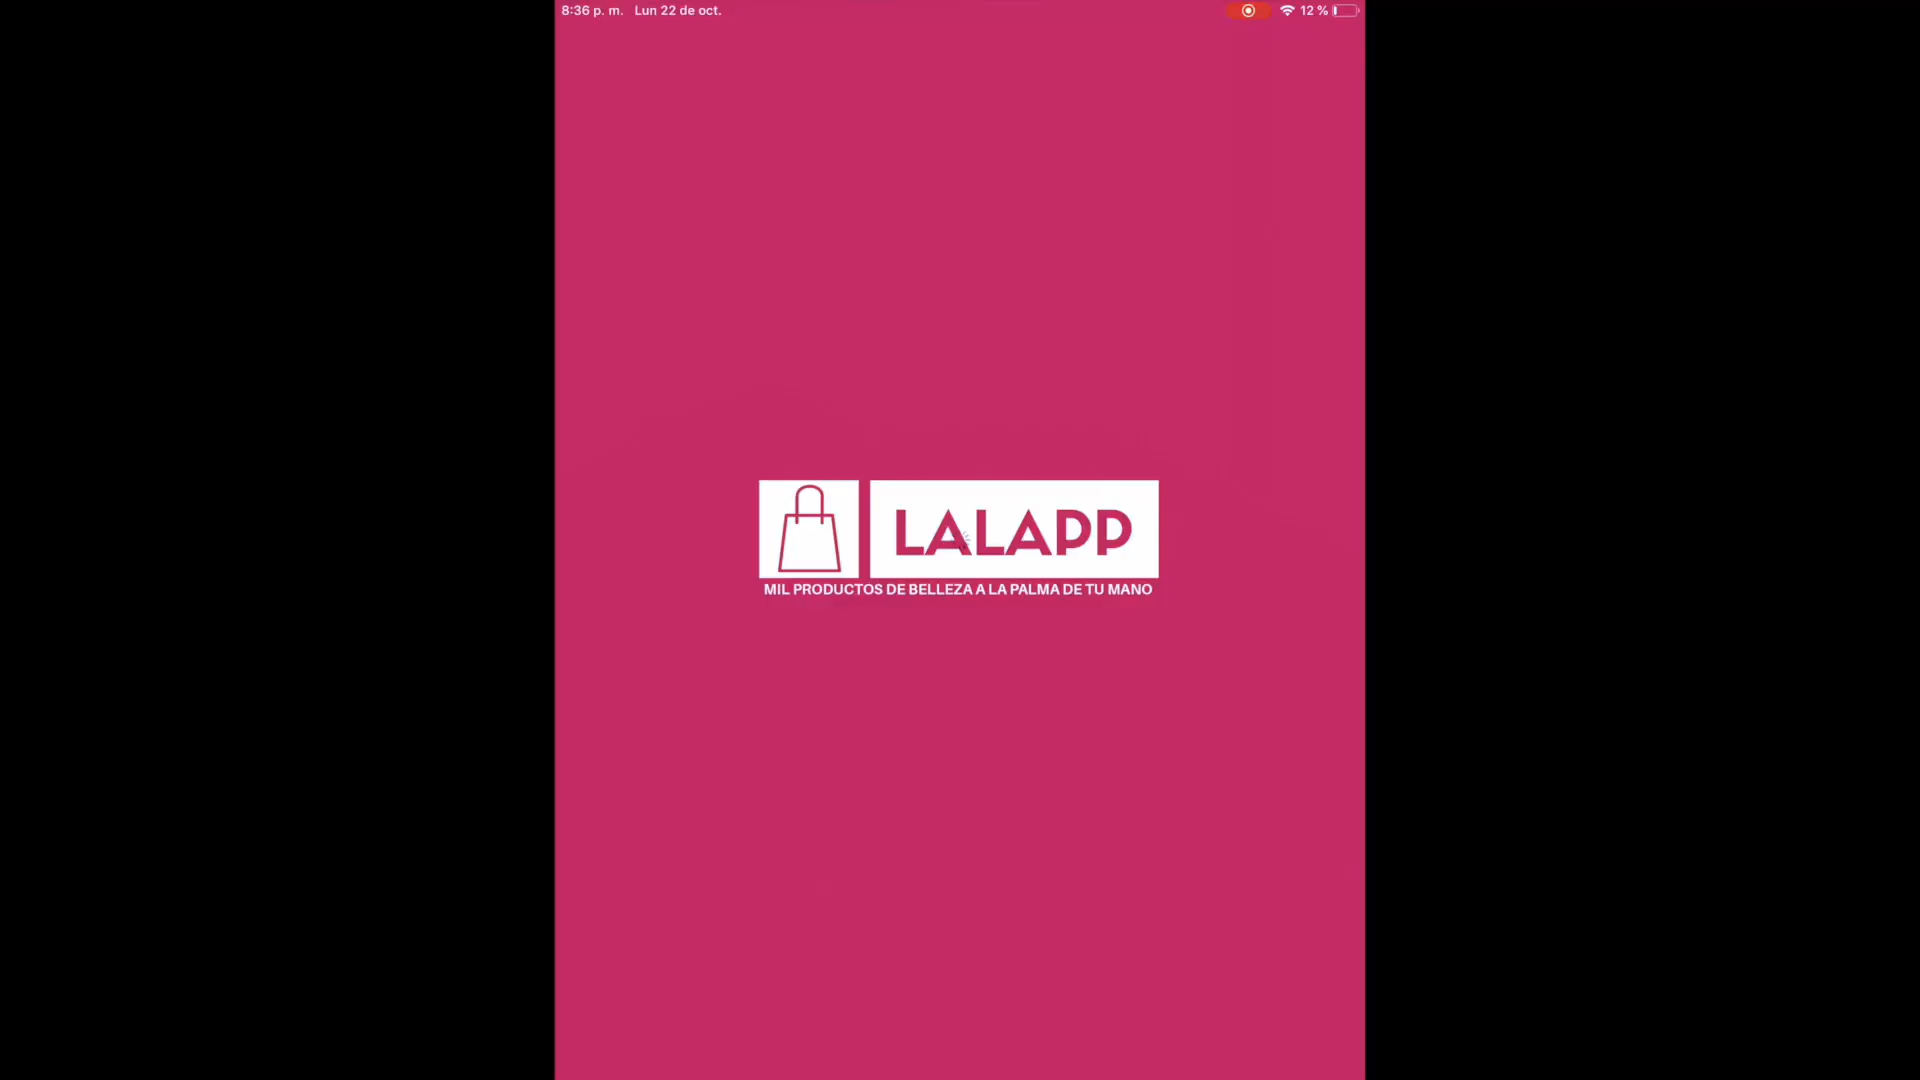 8:36 p. m. Lun 22 de oct. 12 %
LALAPP
MIL PRODUCTOS DE BELLEZA A LA PALMA DE TU MANO